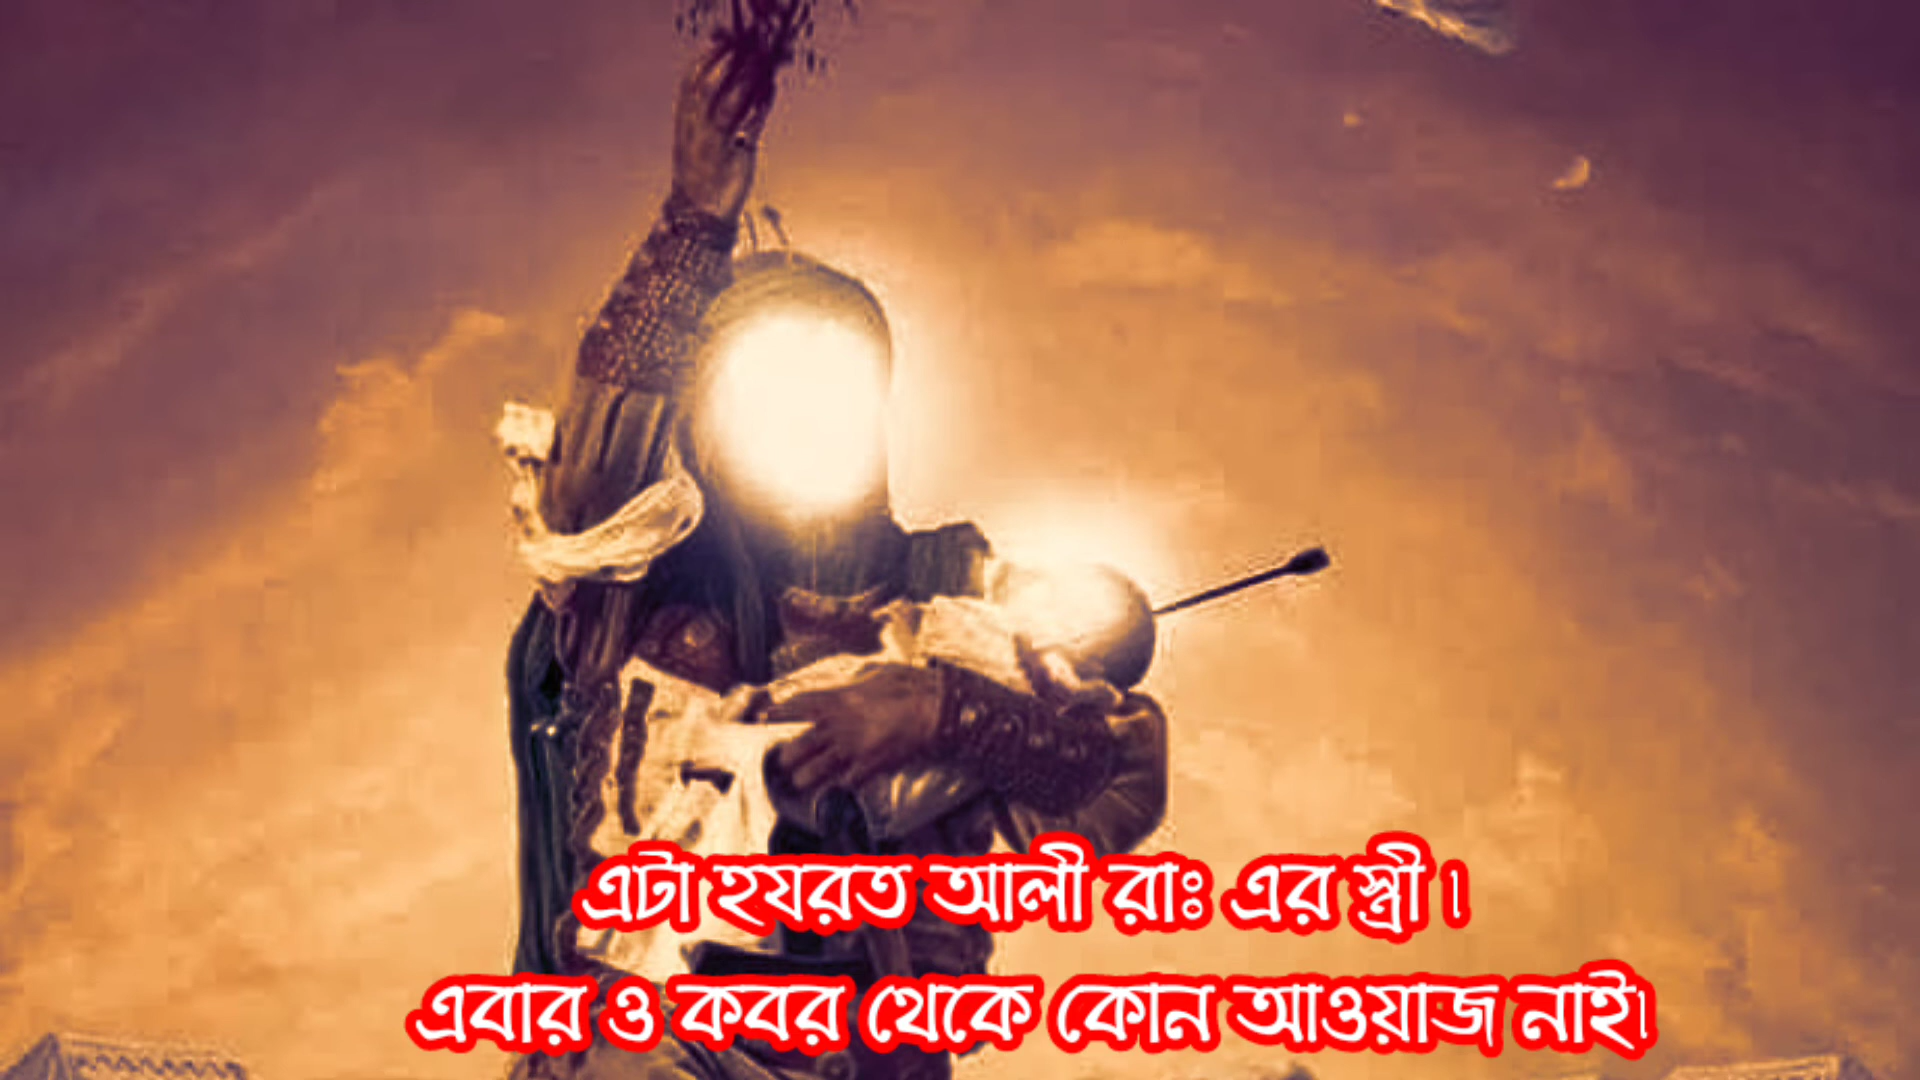 এটা হযরত আলী রাঃ এর স্ত্রী ।
এবার ও কবর থেকে কোন আওয়াজ নাই।